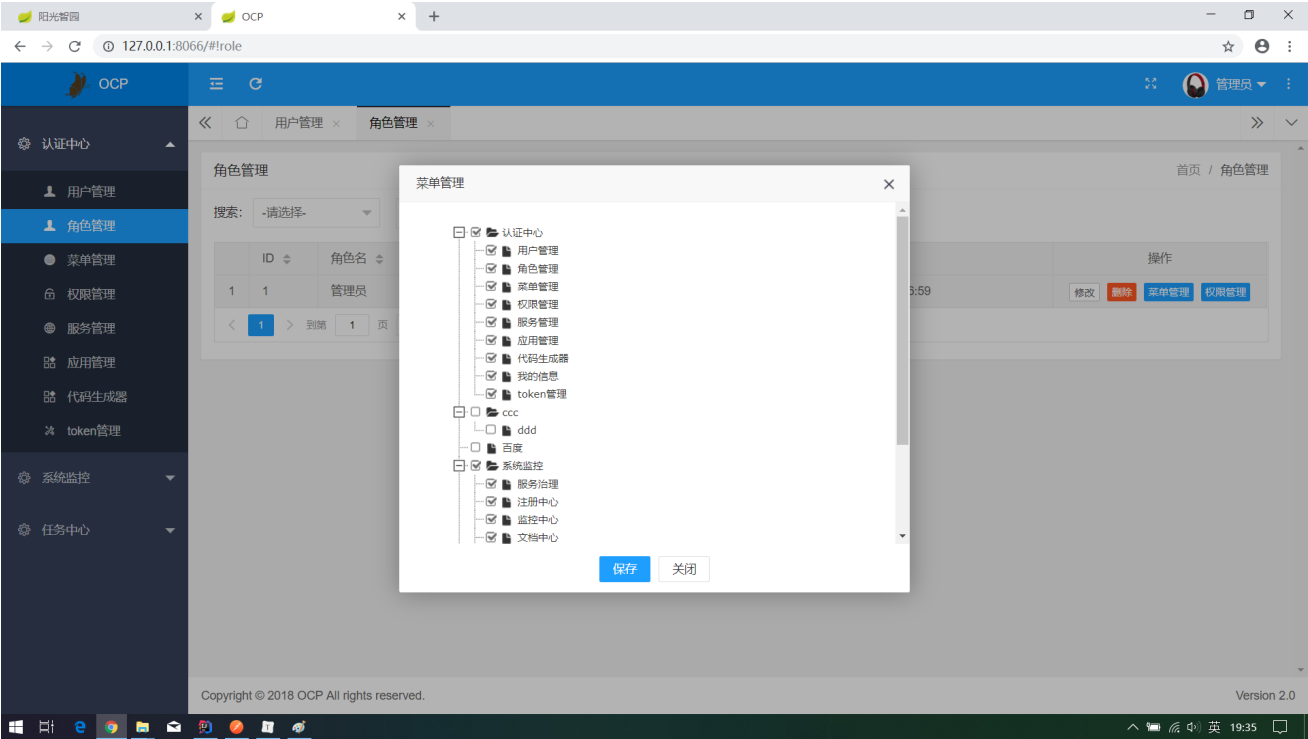 阳光智园
OCP
127.0.0.1:8066/#!role
OCP
管理员
用户管理
角色管理
认证中心
用户管理
角色管理
菜单管理
权限管理
服务管理
应用管理
代码生成器
token管理
系统监控
任务中心
角色管理
首页 / 角色管理
搜索: -请选择-
ID 角色名 操作
1 1 管理员 :59 修改 删除 菜单管理 权限管理
1 到第 1 页
菜单管理
认证中心
用户管理
角色管理
菜单管理
权限管理
服务管理
应用管理
代码生成器
我的信息
token管理
ccc
ddd
百度
系统监控
服务治理
注册中心
监控中心
文档中心
保存 关闭
Copyright © 2018 OCP All rights reserved. Version 2.0
英 19:35